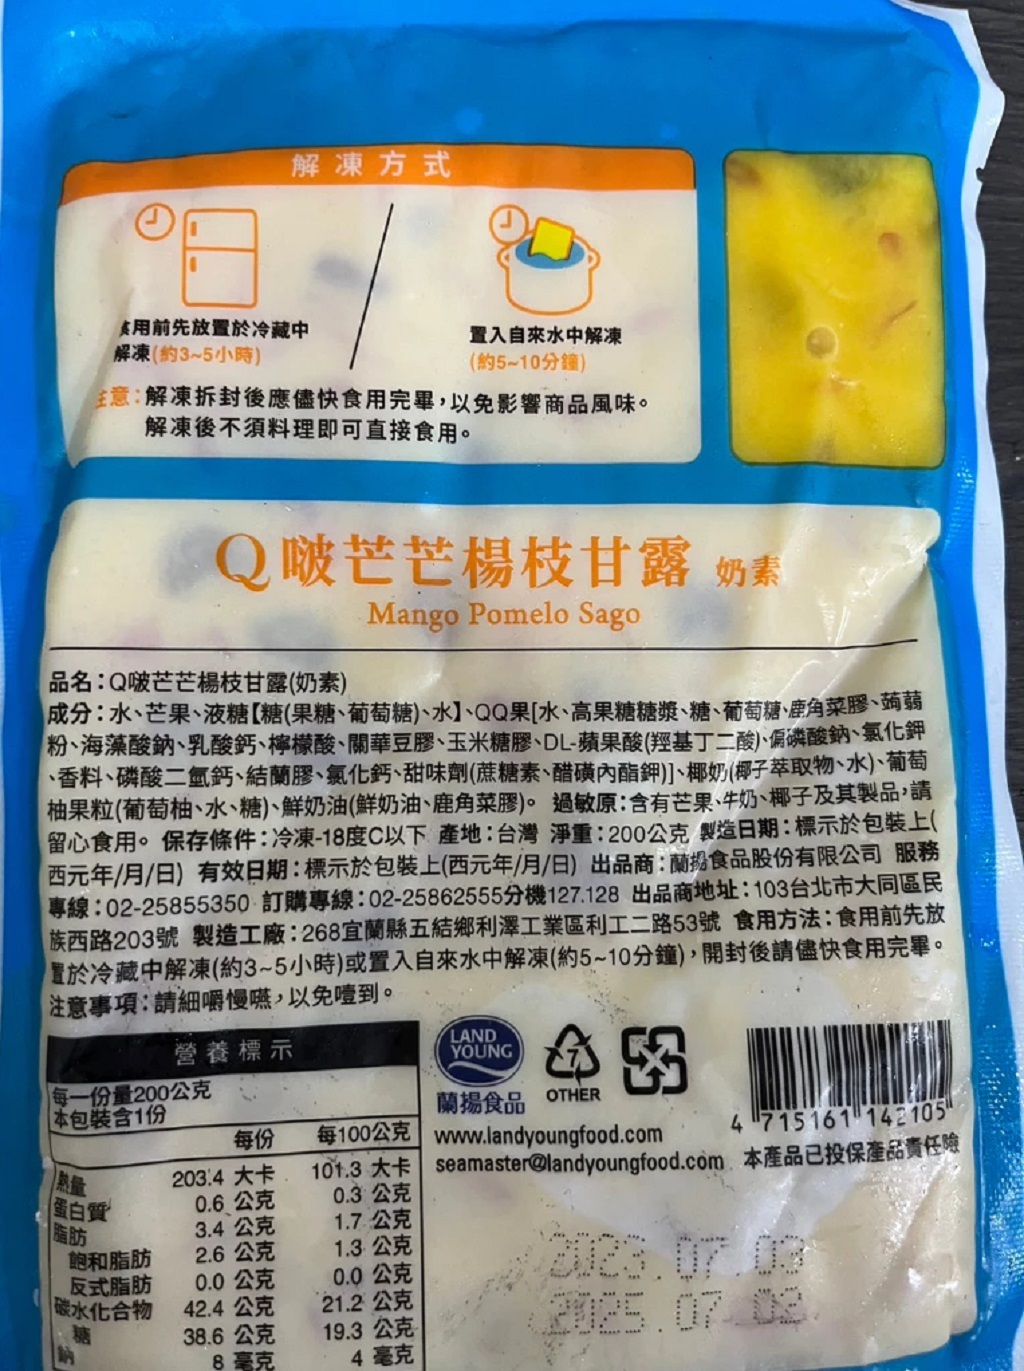 解凍方式
食用前先放置於冷藏中
解凍(約3~5小時)
置入自來水中解凍
(約5~10分鐘)
注意:解凍拆封後應儘快食用完畢,以免影響商品風味。
解凍後不須料理即可直接食用。
Q啵芒芒楊枝甘露 奶素
Mango Pomelo Sago
品名:Q啵芒芒楊枝甘露(奶素)
成分:水、芒果、液糖【糖(果糖、葡萄糖)、水】、QQ果[水、高果糖糖漿、糖、葡萄糖、鹿角菜膠、蒟蒻
粉、海藻酸鈉、乳酸鈣、檸檬酸、關華豆膠、玉米糖膠、DL-蘋果酸(羥基丁二酸)、偏磷酸鈉、氯化鉀
、香料、磷酸二氫鈣、結蘭膠、氯化鈣、甜味劑(蔗糖素、醋磺內酯鉀)]、椰奶(椰子萃取物、水)、葡萄
柚果粒(葡萄柚、水、糖)、鮮奶油(鮮奶油、鹿角菜膠)。 過敏原:含有芒果、牛奶、椰子及其製品,請
留心食用。 保存條件:冷凍-18度C以下 產地:台灣 淨重:200公克 製造日期:標示於包裝上(
西元年/月/日) 有效日期:標示於包裝上(西元年/月/日) 出品商:蘭揚食品股份有限公司 服務
專線:02-25855350 訂購專線:02-25862555分機127.128 出品商地址:103台北市大同區民
族西路203號 製造工廠:268宜蘭縣五結鄉利澤工業區利工二路53號 食用方法:食用前先放
置於冷藏中解凍(約3~5小時)或置入自來水中解凍(約5~10分鐘),開封後請儘快食用完畢。
注意事項:請細嚼慢嚥,以免噎到。
營養標示
每一份量200公克
本包裝含1份
每份 每100公克
熱量 203.4 大卡 101.3 大卡
蛋白質 0.6 公克 0.3 公克
脂肪 3.4 公克 1.7 公克
飽和脂肪 2.6 公克 1.3 公克
反式脂肪 0.0 公克 0.0 公克
碳水化合物 42.4 公克 21.2 公克
糖 38.6 公克 19.3 公克
鈉 8 毫克 4 毫克
LAND
YOUNG
蘭揚食品
7
OTHER
www.landyoungfood.com
seamaster@landyoungfood.com
4 715161 142105
本產品已投保產品責任險
2023.07.03
2025.07.02